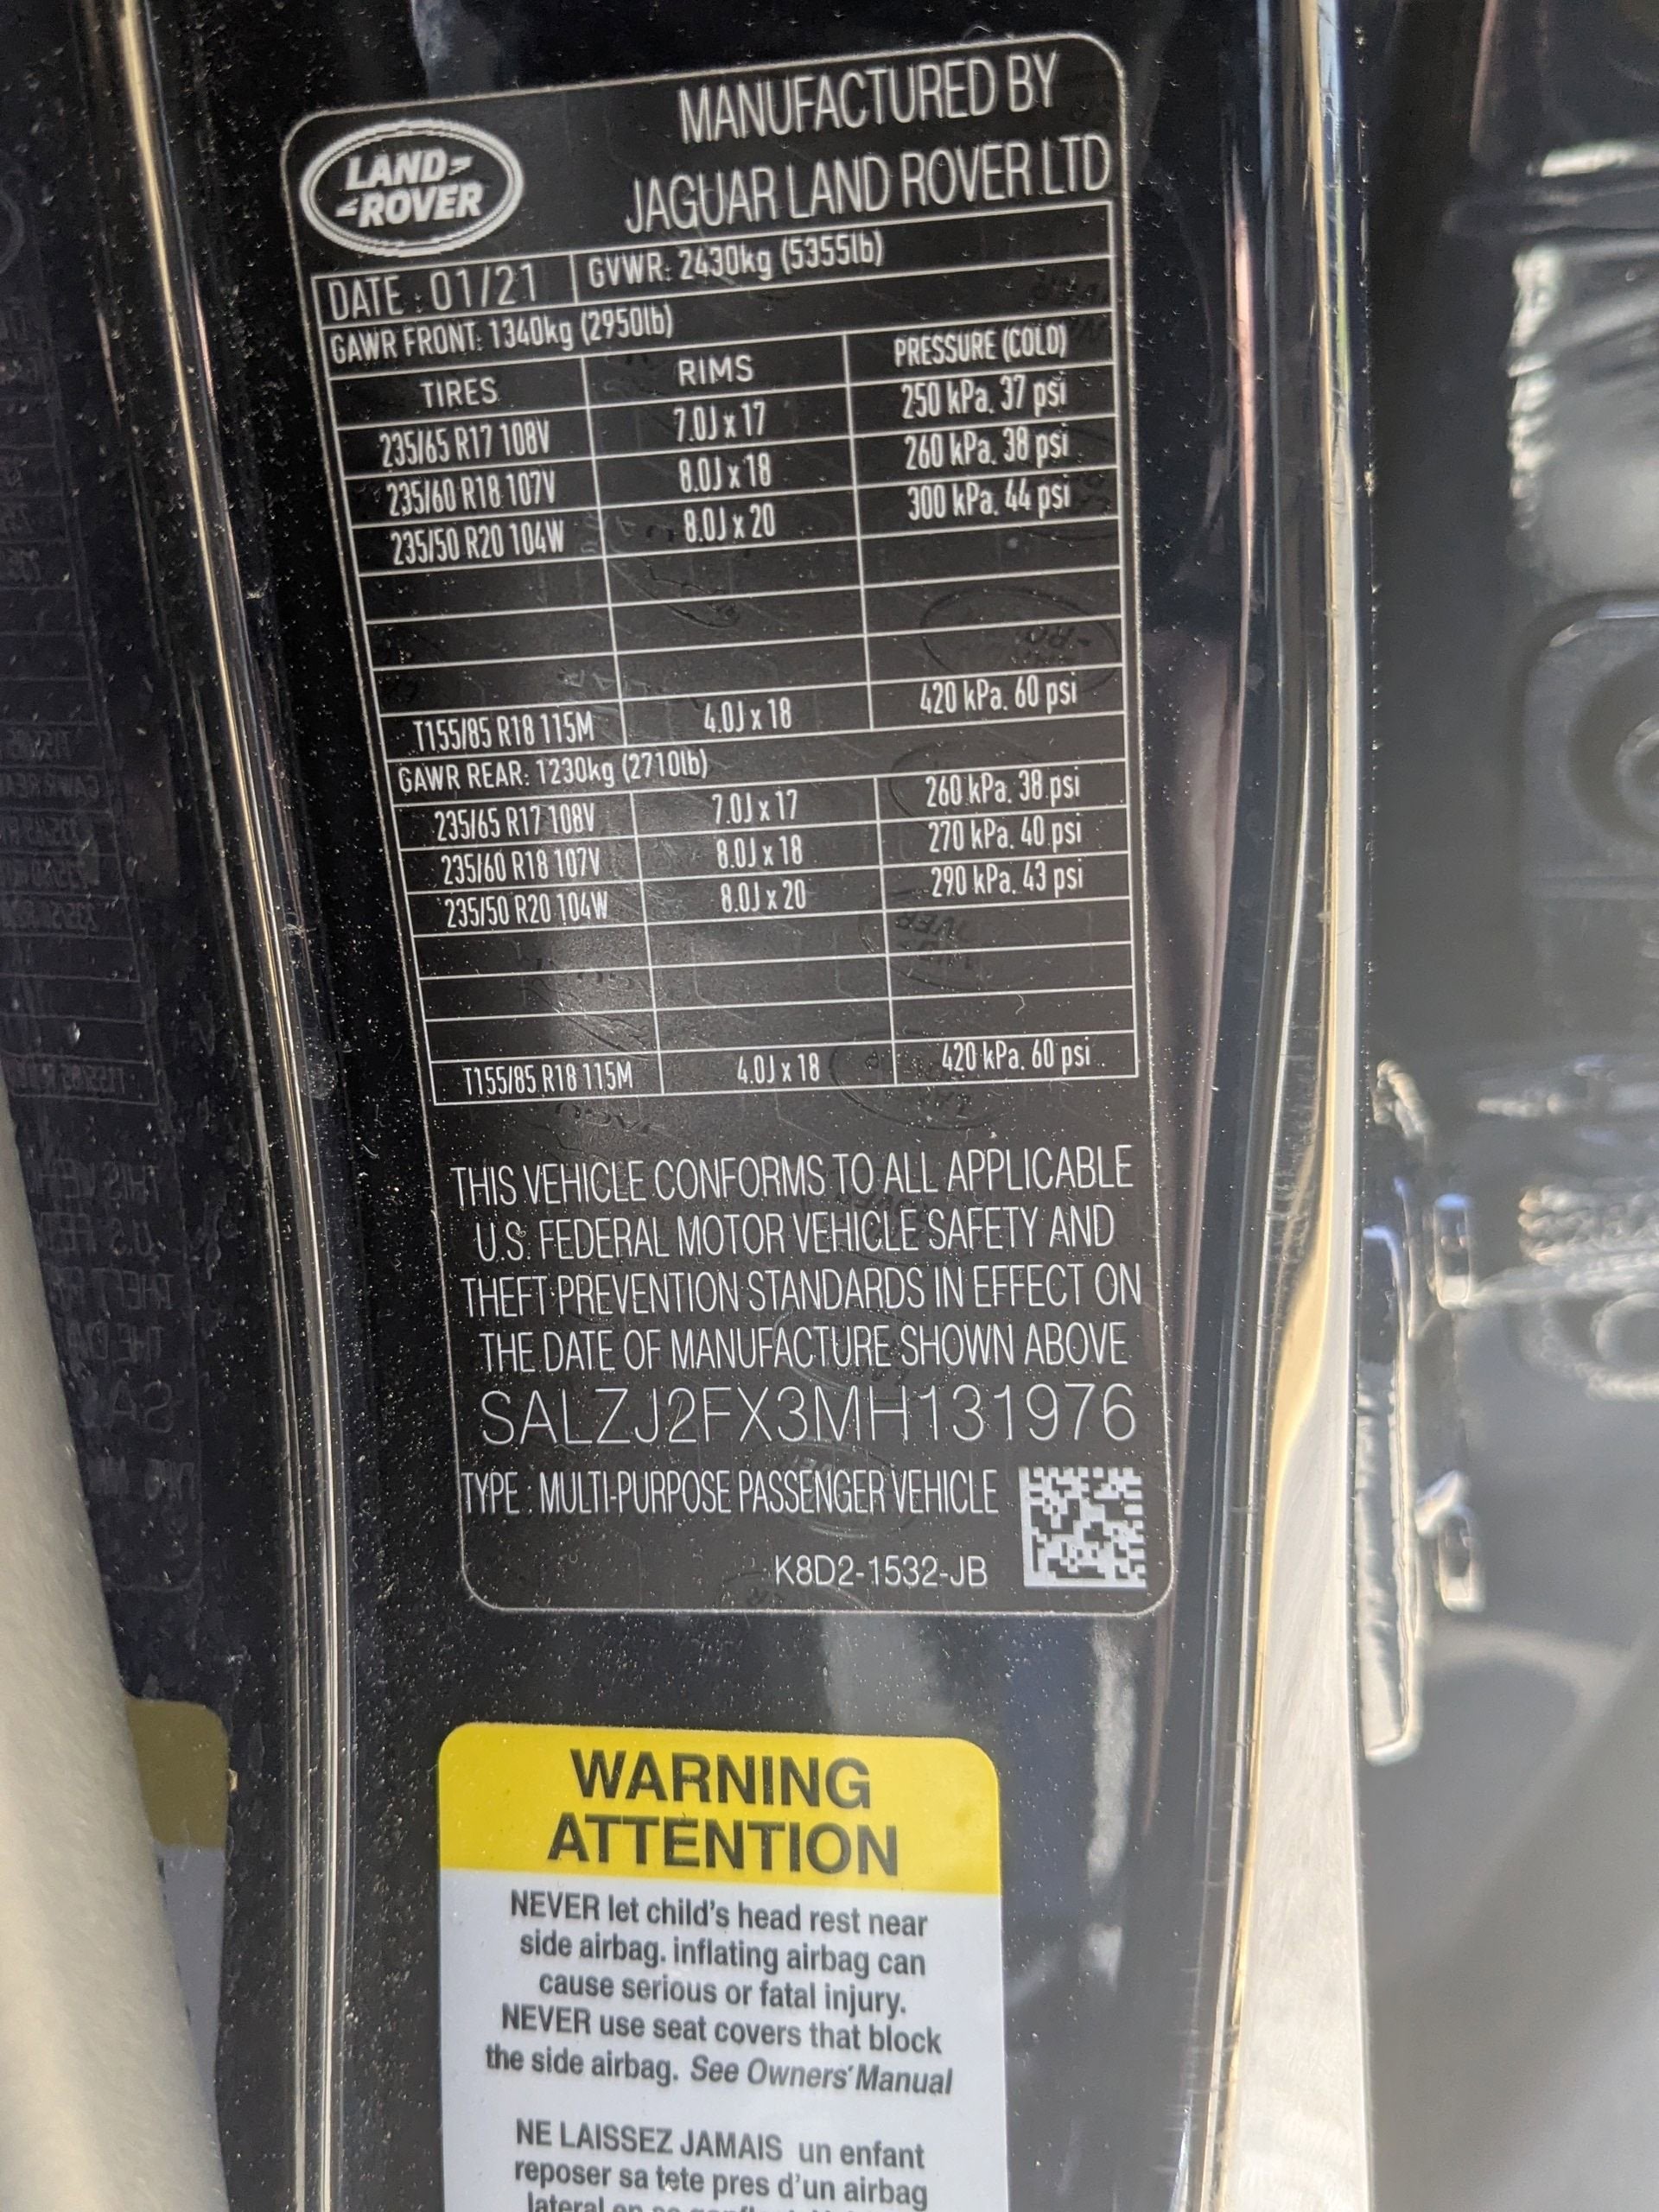 LAND-
-ROVER
MANUFACTURED BY
JAGUAR LAND ROVER LTD
DATE : 01/21 GVWR: 2430kg (5355lb)
GAWR FRONT: 1340kg (2950lb)
TIRES RIMS PRESSURE (COLD)
235/65 R17 108V 7.0J x 17 250 kPa. 37 psi
235/60 R18 107V 8.0J x 18 260 kPa. 38 psi
235/50 R20 104W 8.0J x 20 300 kPa. 44 psi
T155/85 R18 115M 4.0J x 18 420 kPa. 60 psi
GAWR REAR: 1230kg (2710lb)
235/65 R17 108V 7.0J x 17 260 kPa. 38 psi
235/60 R18 107V 8.0J x 18 270 kPa. 40 psi
235/50 R20 104W 8.0J x 20 290 kPa. 43 psi
T155/85 R18 115M 4.0J x 18 420 kPa. 60 psi
THIS VEHICLE CONFORMS TO ALL APPLICABLE
U.S. FEDERAL MOTOR VEHICLE SAFETY AND
THEFT PREVENTION STANDARDS IN EFFECT ON
THE DATE OF MANUFACTURE SHOWN ABOVE
SALZJ2FX3MH131976
TYPE : MULTI-PURPOSE PASSENGER VEHICLE
K8D2-1532-JB
WARNING
ATTENTION
NEVER let child's head rest near
side airbag. inflating airbag can
cause serious or fatal injury.
NEVER use seat covers that block
the side airbag. See Owners' Manual
NE LAISSEZ JAMAIS un enfant
reposer sa tete pres d'un airbag
lateral